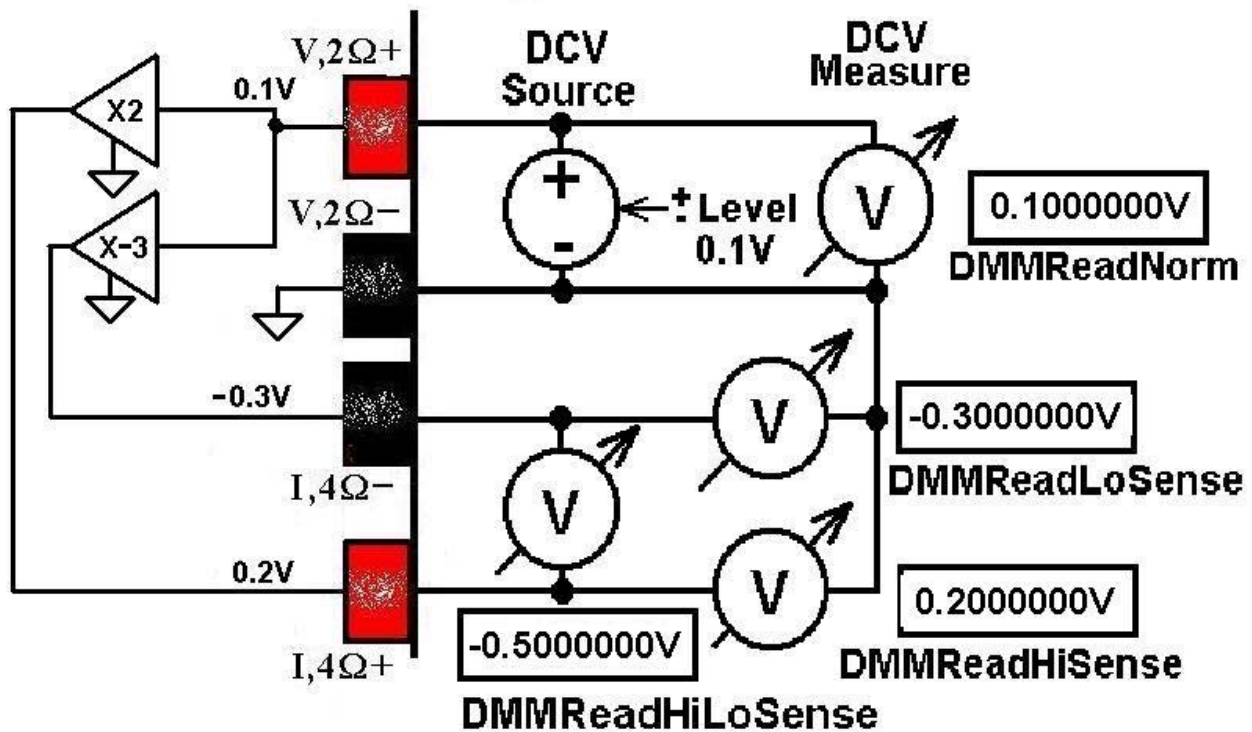 V,2Ω+
DCV
Source
DCV
Measure
X2
0.1V
X-3
V,2Ω−
+
-
± Level
0.1V
V
0.1000000V
DMMReadNorm
-0.3V
I,4Ω−
V
-0.3000000V
DMMReadLoSense
V
0.2V
I,4Ω+
V
0.2000000V
DMMReadHiSense
-0.5000000V
DMMReadHiLoSense